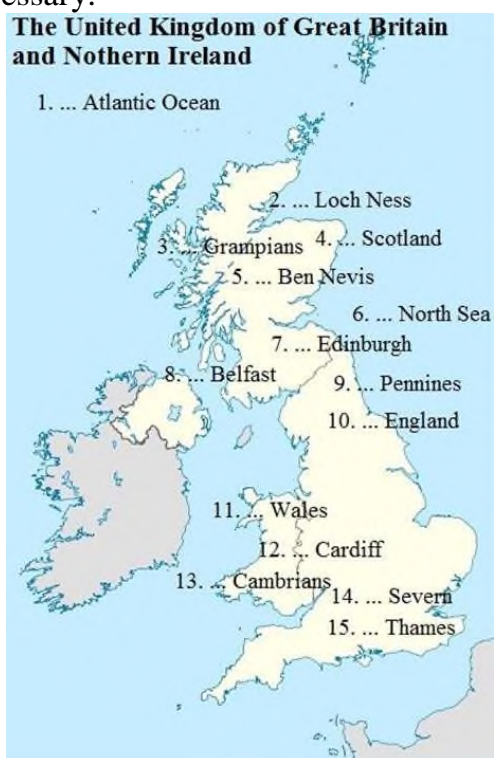 essary.
The United Kingdom of Great Britain
and Nothern Ireland
1. ... Atlantic Ocean
2. ... Loch Ness
3. ... Grampians
4. ... Scotland
5. ... Ben Nevis
6. ... North Sea
7. ... Edinburgh
8. ... Belfast
9. ... Pennines
10. ... England
11. ... Wales
12. ... Cardiff
13. ... Cambrians
14. ... Severn
15. ... Thames